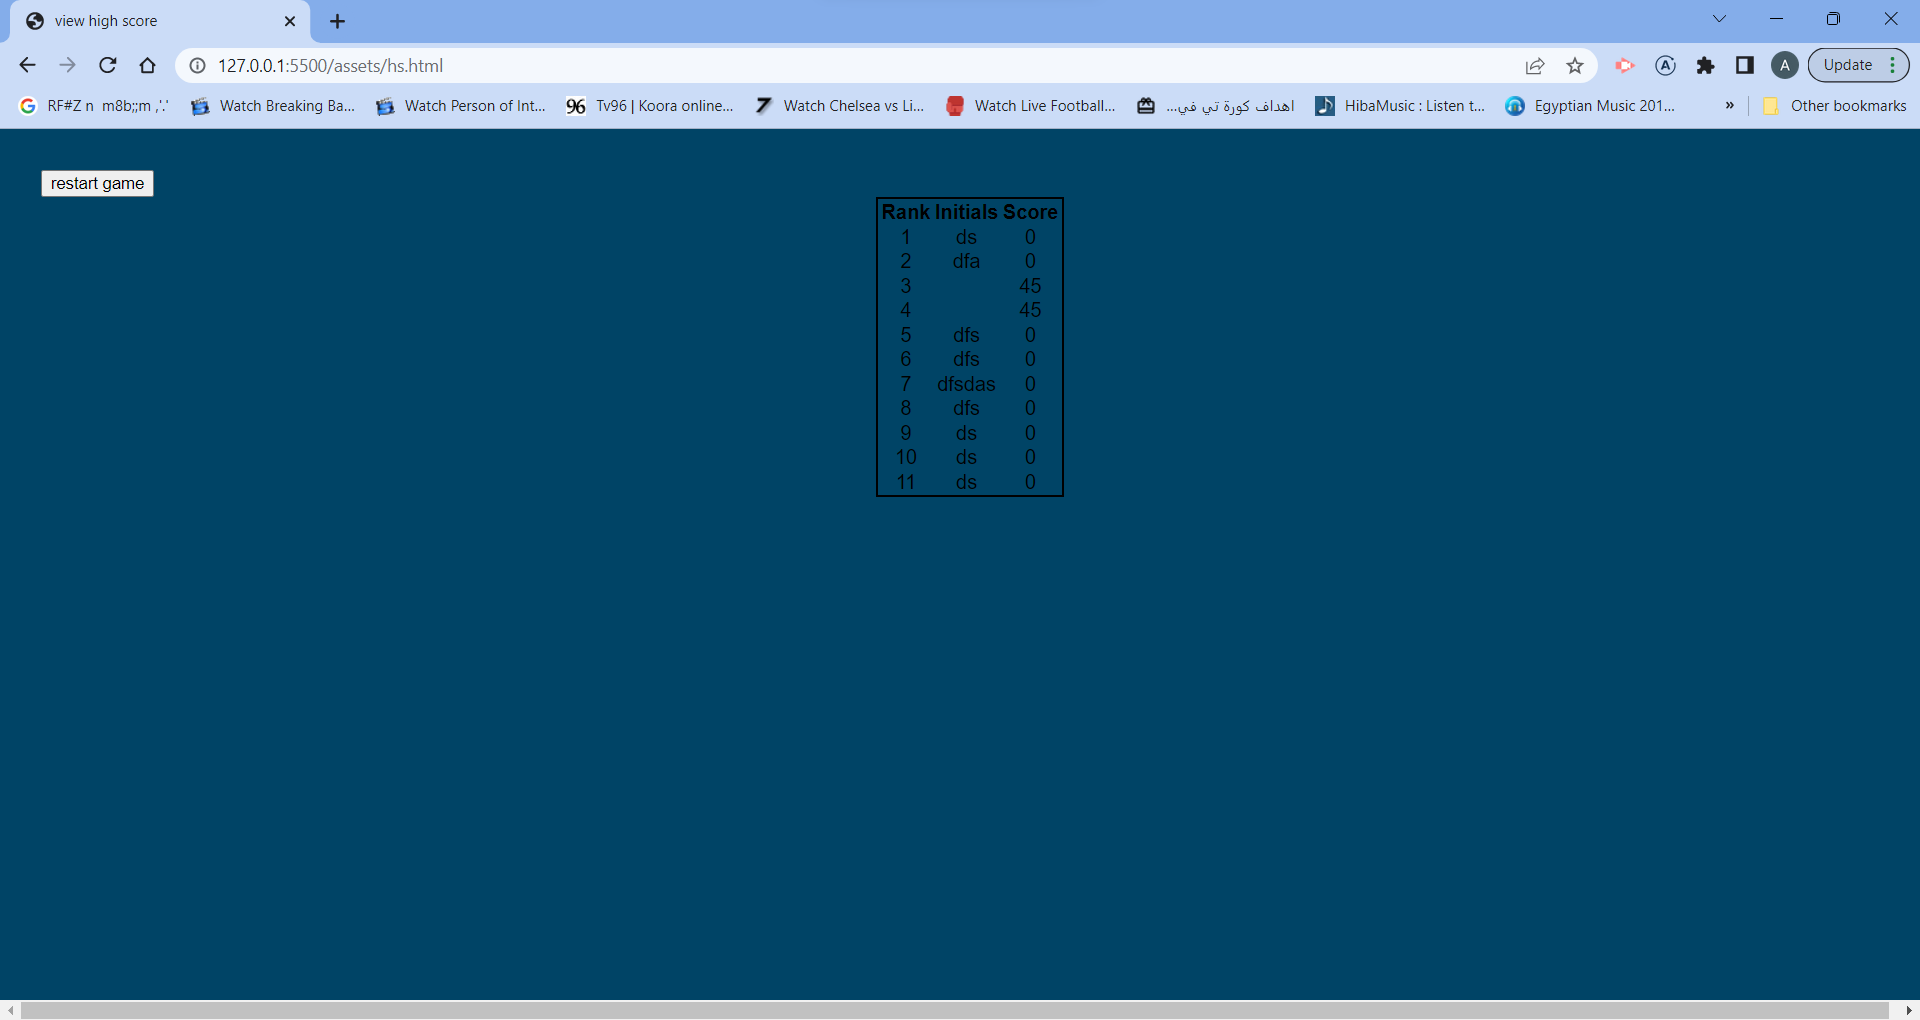 view high score
127.0.0.1:5500/assets/hs.html
A
A
Update
RF#Z n m8b;;m ,'.'
Watch Breaking Ba...
Watch Person of Int...
96
Tv96 | Koora online...
Watch Chelsea vs Li...
Watch Live Football...
اهداف كورة تي في...
HibaMusic : Listen t...
Egyptian Music 201...
»
Other bookmarks
restart game
Rank Initials Score
1 ds 0
2 dfa 0
3 45
4 45
5 dfs 0
6 dfs 0
7 dfsdas 0
8 dfs 0
9 ds 0
10 ds 0
11 ds 0